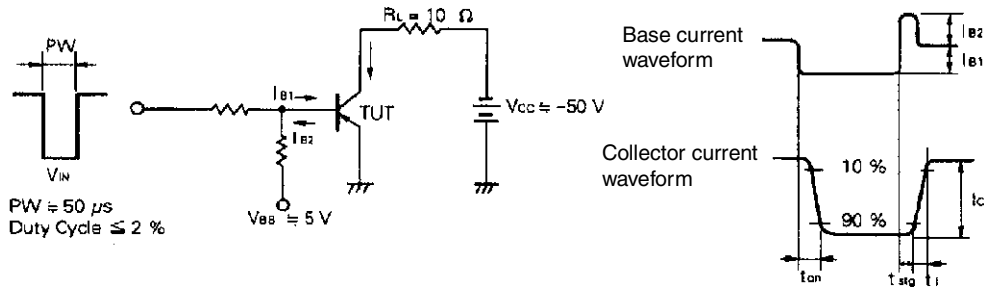 PW
VIN
PW ≒ 50 μs
Duty Cycle ≦ 2 %
RL = 10 Ω
IB1
IB2
TUT
VCC ≒ −50 V
VBB ≒ 5 V
Base current
waveform
IB2
IB1
Collector current
waveform
10 %
90 %
IC
ton
tstg
tf